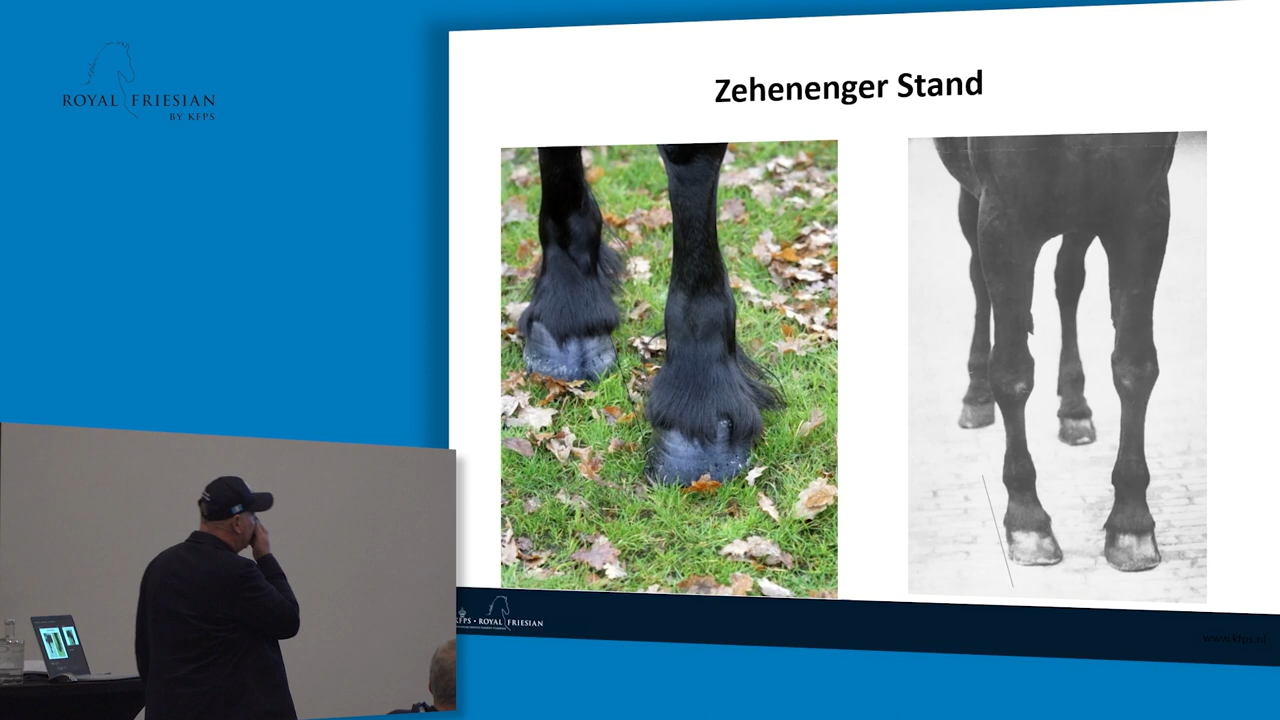 ROYAL FRIESIAN
BY KFPS
Zehenenger Stand
KFPS • ROYAL FRIESIAN
www.kfps.nl